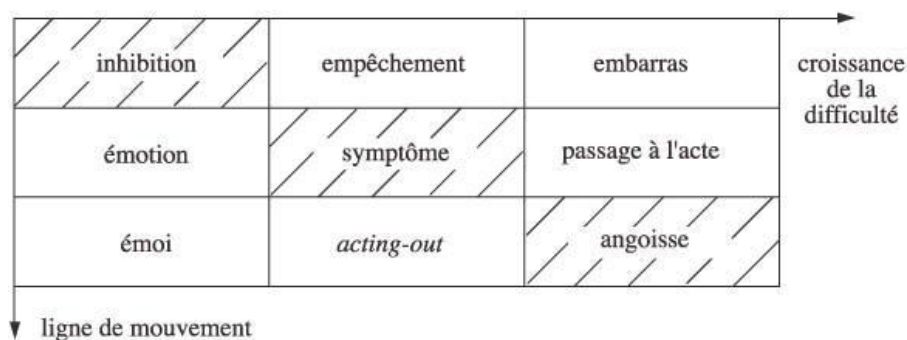 inhibition
empêchement
embarras
croissance
de la
difficulté
émotion
symptôme
passage à l'acte
émoi
acting-out
angoisse
ligne de mouvement